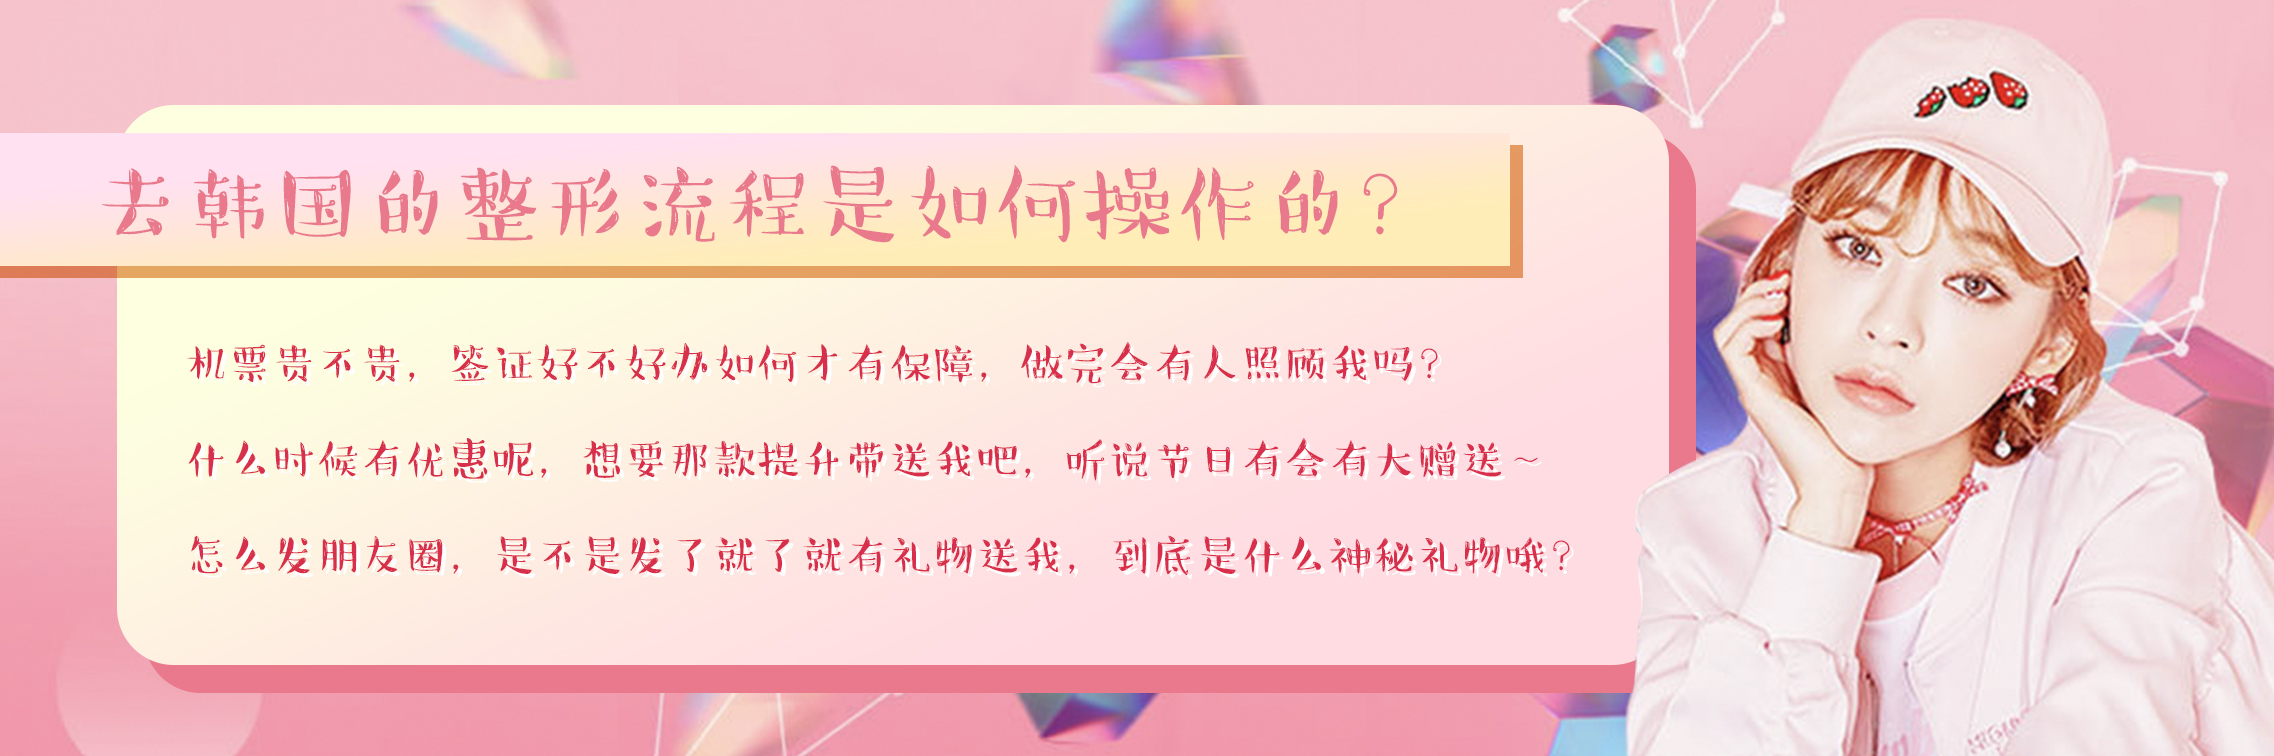 去韩国的整形流程是如何操作的?
机票贵不贵，签证好不好办如何才有保障，做完会有人照顾我吗?
什么时候有优惠呢，想要那款提升带送我吧，听说节日有会有大赠送~
怎么发朋友圈，是不是发了就了就有礼物送我，到底是什么神秘礼物哦?